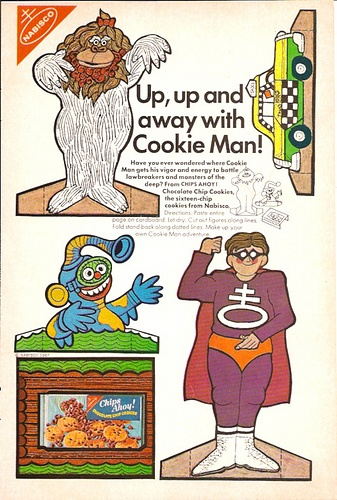 NABISCO
Up, up and
away with
Cookie Man!
Have you ever wondered where Cookie
Man gets his vigor and energy to battle
lawbreakers and monsters of the
deep? From CHIPS AHOY!
Chocolate Chip Cookies,
the sixteen-chip
cookies from Nabisco.
Directions: Paste entire
page on cardboard. Let dry. Cut out figures along lines.
Fold stand back along dotted lines. Make up your
own Cookie Man adventure.
Chips
Ahoy!
CHOCOLATE CHIP COOKIES